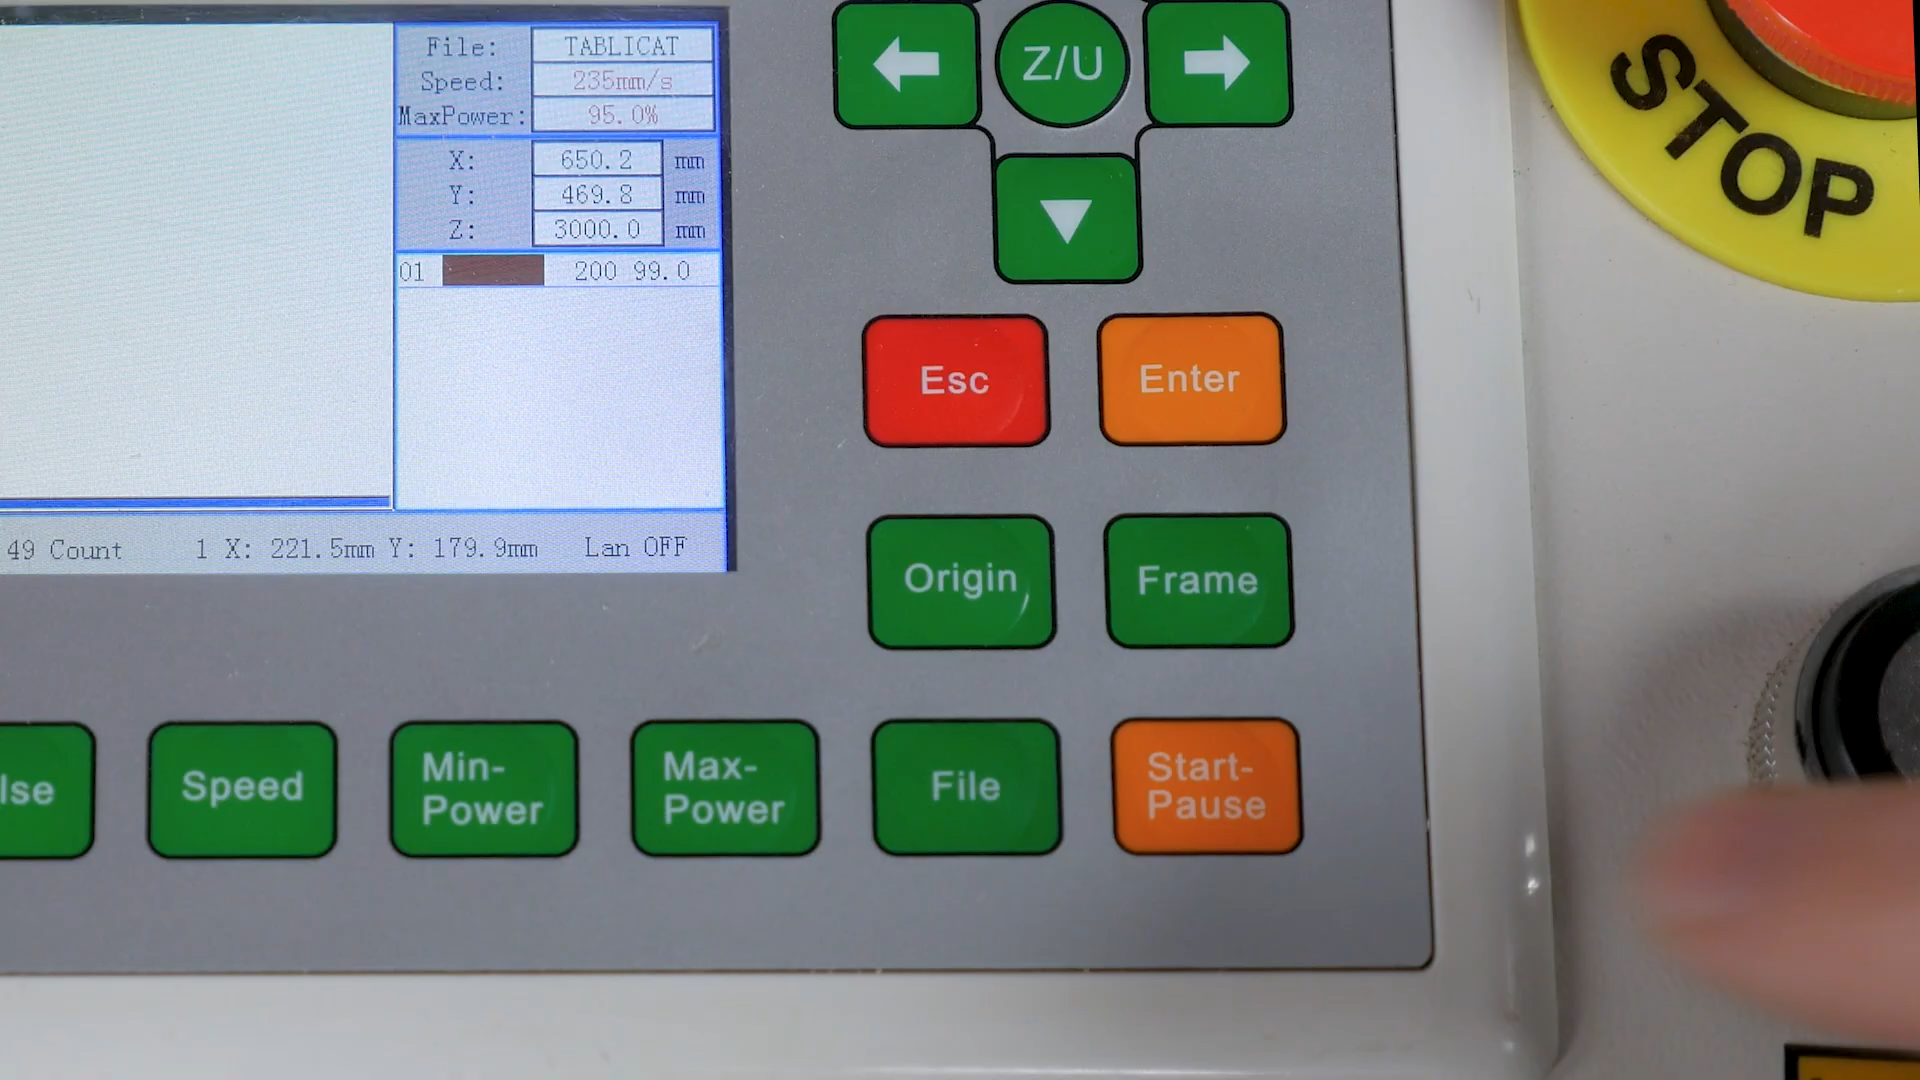 File: TABLICAT
Speed: 235mm/s
MaxPower: 95.0%
X: 650.2 mm
Y: 469.8 mm
Z: 3000.0 mm
01 200 99.0
49 Count 1 X: 221.5mm Y: 179.9mm Lan OFF
Z/U
STOP
Esc
Enter
Origin
Frame
lse
Speed
Min-
Power
Max-
Power
File
Start-
Pause